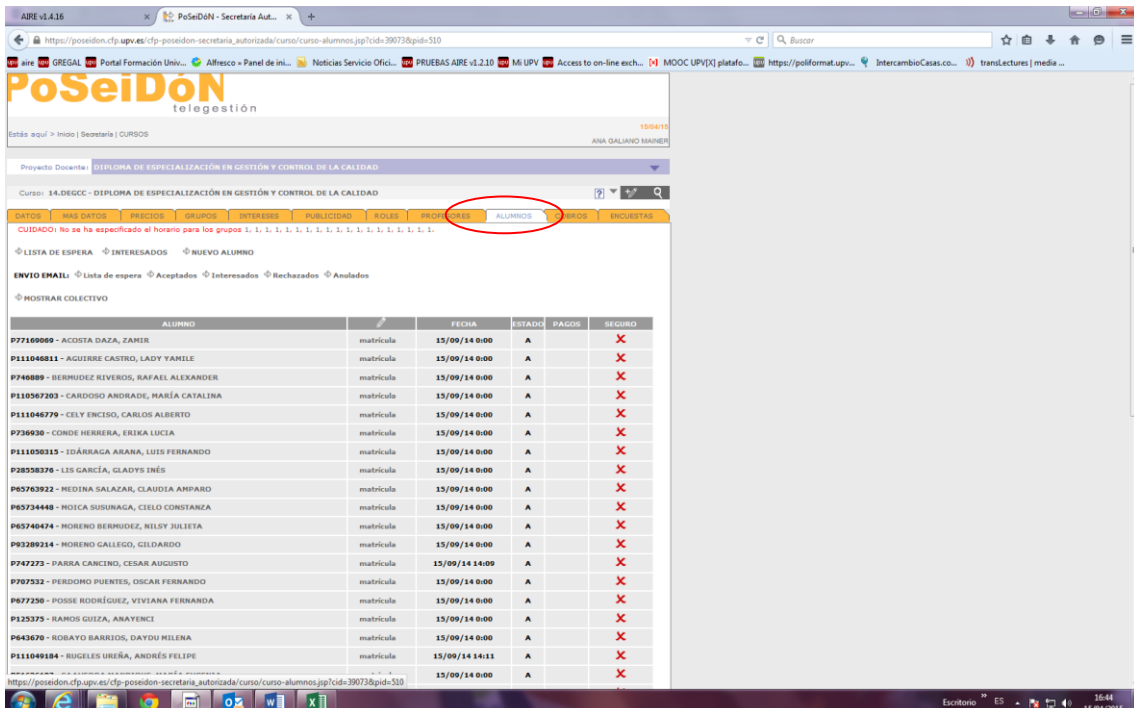 AIRE v1.4.16 × PoSeiDóN - Secretaría Aut... × +
https://poseidon.cfp.upv.es/cfp-poseidon-secretaria_autorizada/curso/curso-alumnos.jsp?cid=39073&pid=510 Buscar
aire GREGAL Portal Formación Univ... Alfresco » Panel de ini... Noticias Servicio Ofici... PRUEBAS AIRE v1.2.10 Mi UPV Access to on-line exch... MOOC UPV[X] platafo... https://poliformat.upv... IntercambioCasas.co... transLectures | media ...
PoSeiDóN
telegestión
15/04/15
Estás aquí > Inicio | Secretaría | CURSOS
ANA GALIANO MAINER
Proyecto Docente: DIPLOMA DE ESPECIALIZACIÓN EN GESTIÓN Y CONTROL DE LA CALIDAD
Curso: 14.DEGCC - DIPLOMA DE ESPECIALIZACIÓN EN GESTIÓN Y CONTROL DE LA CALIDAD
DATOS MAS DATOS PRECIOS GRUPOS INTERESES PUBLICIDAD ROLES PROFESORES ALUMNOS COBROS ENCUESTAS
CUIDADO: No se ha especificado el horario para los grupos 1, 1, 1, 1, 1, 1, 1, 1, 1, 1, 1, 1, 1, 1, 1, 1, 1, 1, 1.
LISTA DE ESPERA INTERESADOS NUEVO ALUMNO
ENVIO EMAIL: Lista de espera Aceptados Interesados Rechazados Anulados
MOSTRAR COLECTIVO
ALUMNO FECHA ESTADO PAGOS SEGURO
P77169069 - ACOSTA DAZA, ZAMIR matrícula 15/09/14 0:00 A
P111046811 - AGUIRRE CASTRO, LADY YAMILE matrícula 15/09/14 0:00 A
P746889 - BERMUDEZ RIVEROS, RAFAEL ALEXANDER matrícula 15/09/14 0:00 A
P110567203 - CARDOSO ANDRADE, MARÍA CATALINA matrícula 15/09/14 0:00 A
P111046779 - CELY ENCISO, CARLOS ALBERTO matrícula 15/09/14 0:00 A
P736930 - CONDE HERRERA, ERIKA LUCIA matrícula 15/09/14 0:00 A
P111050315 - IDÁRRAGA ARANA, LUIS FERNANDO matrícula 15/09/14 0:00 A
P28558376 - LIS GARCÍA, GLADYS INÉS matrícula 15/09/14 0:00 A
P65763922 - MEDINA SALAZAR, CLAUDIA AMPARO matrícula 15/09/14 0:00 A
P65734448 - MOICA SUSUNAGA, CIELO CONSTANZA matrícula 15/09/14 0:00 A
P65740474 - MORENO BERMUDEZ, NILSY JULIETA matrícula 15/09/14 0:00 A
P93289214 - MORENO GALLEGO, GILDARDO matrícula 15/09/14 0:00 A
P747273 - PARRA CANCINO, CESAR AUGUSTO matrícula 15/09/14 14:09 A
P707532 - PERDOMO PUENTES, OSCAR FERNANDO matrícula 15/09/14 0:00 A
P677250 - POSSE RODRÍGUEZ, VIVIANA FERNANDA matrícula 15/09/14 0:00 A
P125375 - RAMOS GUIZA, ANAYENCI matrícula 15/09/14 0:00 A
P643670 - ROBAYO BARRIOS, DAYDU MILENA matrícula 15/09/14 0:00 A
P111049184 - RUGELES UREÑA, ANDRÉS FELIPE matrícula 15/09/14 14:11 A
matrícula 15/09/14 0:00 A
https://poseidon.cfp.upv.es/cfp-poseidon-secretaria_autorizada/curso/curso-alumnos.jsp?cid=39073&pid=510
Escritorio ES 16:44
15/04/2015